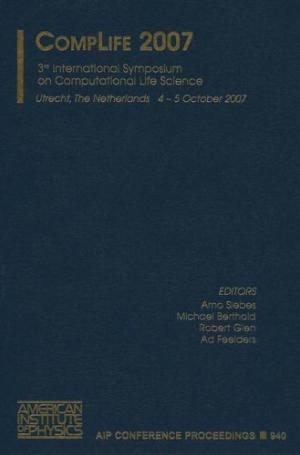 COMPLIFE 2007
3rd International Symposium
on Computational Life Science
Utrecht, The Netherlands 4 – 5 October 2007
EDITORS
Arno Siebes
Michael Berthold
Robert Glen
Ad Feelders
AMERICAN
INSTITUTE
OF PHYSICS
AIP CONFERENCE PROCEEDINGS ■ 940